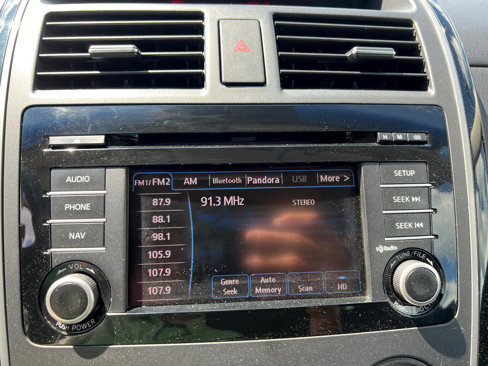 H M :00
AUDIO
PHONE
NAV
VOL
PUSH POWER
FM1/FM2 AM Bluetooth Pandora USB More >
87.9
88.1
98.1
105.9
107.9
107.9
91.3 MHz STEREO
Genre Seek
Auto Memory
Scan
HD
SETUP
SEEK
SEEK
HD Radio
TUNE/FILE